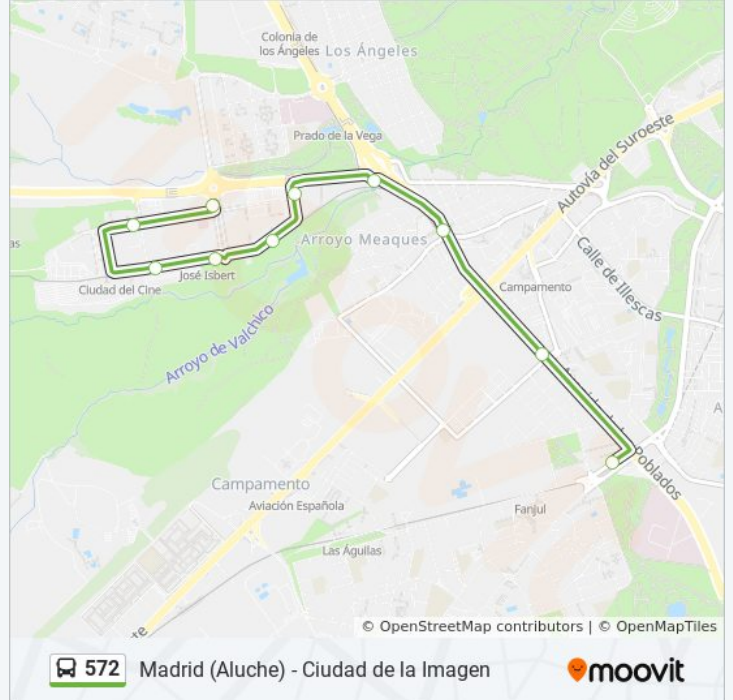 Colonia de
los Ángeles
Los Ángeles
Prado de la Vega
Autovía del Suroeste
Arroyo Meaques
as
José Isbert
Ciudad del Cine
Calle de Illescas
Campamento
Arroyo de Valchico
A
Poblados
Campamento
Aviación Española
Fanjul
Las Águilas
te
© OpenStreetMap contributors | © OpenMapTiles
572 Madrid (Aluche) - Ciudad de la Imagen
moovit